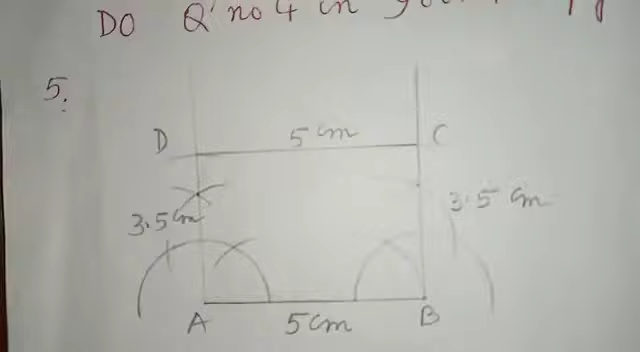 DO Q' no 4 in
5.
D 5 cm C
3.5 cm 3.5 cm
A 5 cm B